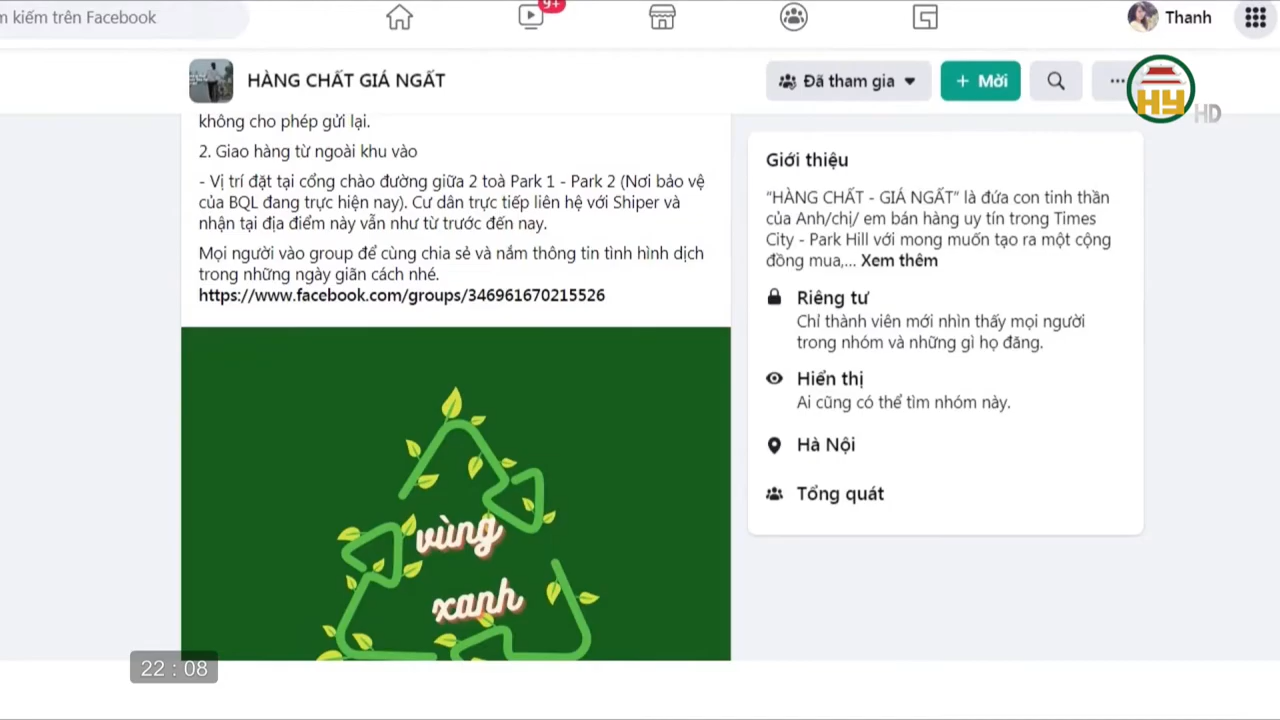 m kiếm trên Facebook
9+
Thanh
HÀNG CHẤT GIÁ NGẤT
Đã tham gia
+ Mời
HY
HD
không cho phép gửi lại.
2. Giao hàng từ ngoài khu vào
- Vị trí đặt tại cổng chào đường giữa 2 toà Park 1 - Park 2 (Nơi bảo vệ
của BQL đang trực hiện nay). Cư dân trực tiếp liên hệ với Shiper và
nhận tại địa điểm này vẫn như từ trước đến nay.
Mọi người vào group để cùng chia sẻ và nắm thông tin tình hình dịch
trong những ngày giãn cách nhé.
https://www.facebook.com/groups/346961670215526
vùng
xanh
Giới thiệu
“HÀNG CHẤT - GIÁ NGẤT” là đứa con tinh thần
của Anh/chị/ em bán hàng uy tín trong Times
City - Park Hill với mong muốn tạo ra một cộng
đồng mua,... Xem thêm
Riêng tư
Chỉ thành viên mới nhìn thấy mọi người
trong nhóm và những gì họ đăng.
Hiển thị
Ai cũng có thể tìm nhóm này.
Hà Nội
Tổng quát
22 : 08